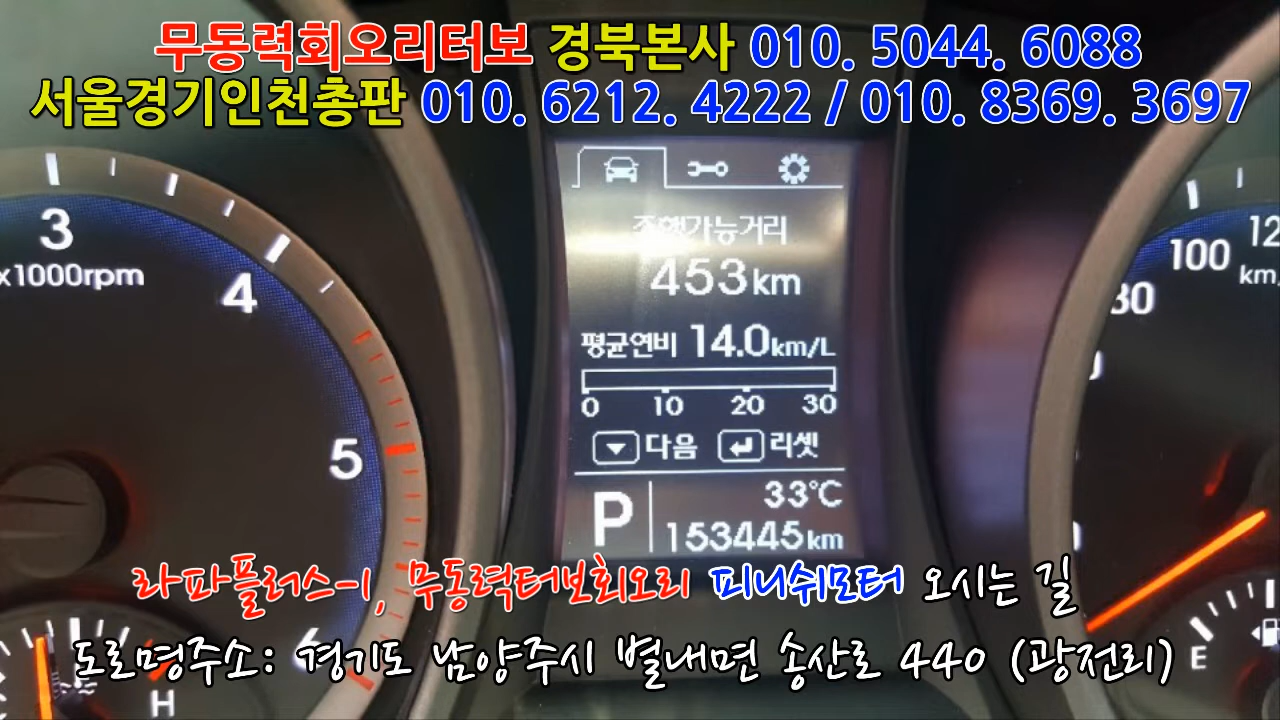 무동력회오리터보 경북본사 010. 5044. 6088
서울경기인천총판 010. 6212. 4222 / 010. 8369. 3697
주행가능거리
453km
평균연비 14.0km/L
0 10 20 30
다음 리셋
P
33°C
153445km
3
x1000rpm
4
5
6
H
C
100
12
km/
80
E
라파플러스-1, 무동력터보회오리 피니쉬모터 오시는 길
도로명주소: 경기도 남양주시 별내면 송산로 440 (광전리)